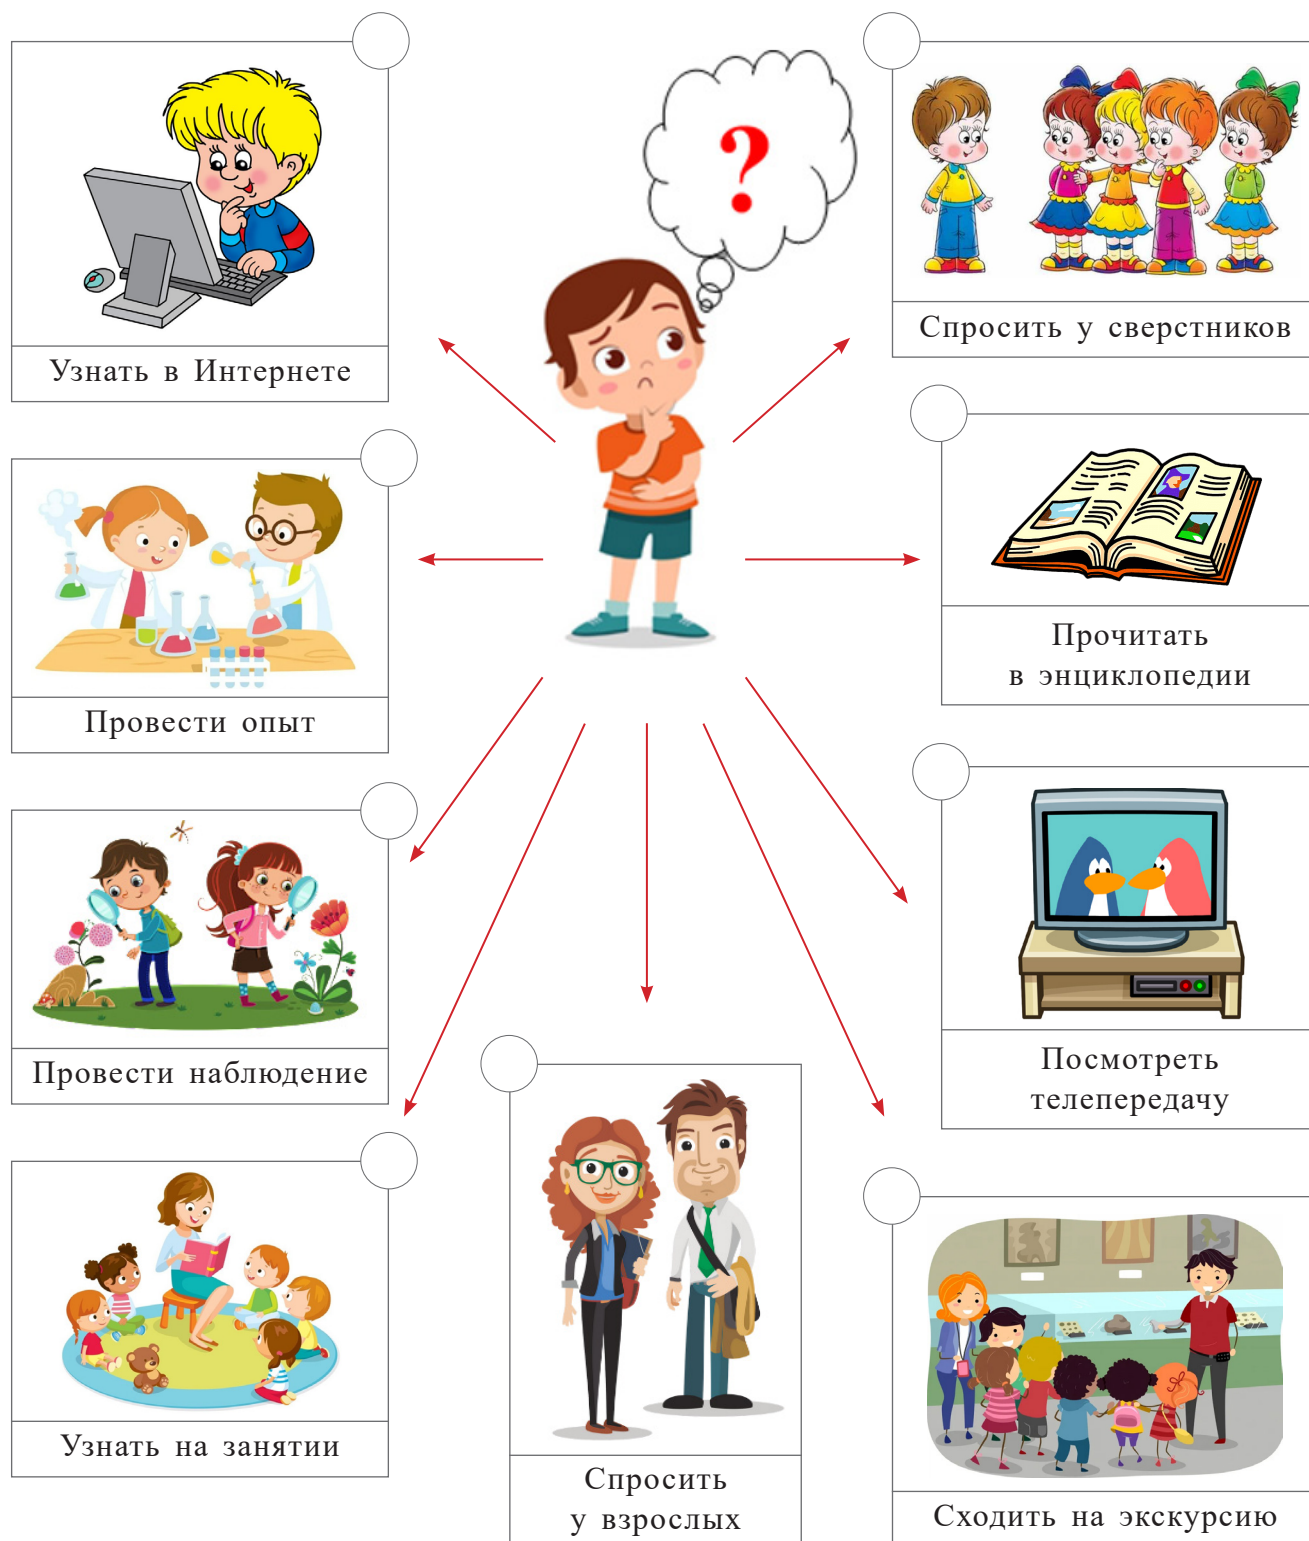 ?
Узнать в Интернете
Спросить у сверстников
Провести опыт
Прочитать
в энциклопедии
Провести наблюдение
Посмотреть
телепередачу
Узнать на занятии
Спросить
у взрослых
Сходить на экскурсию